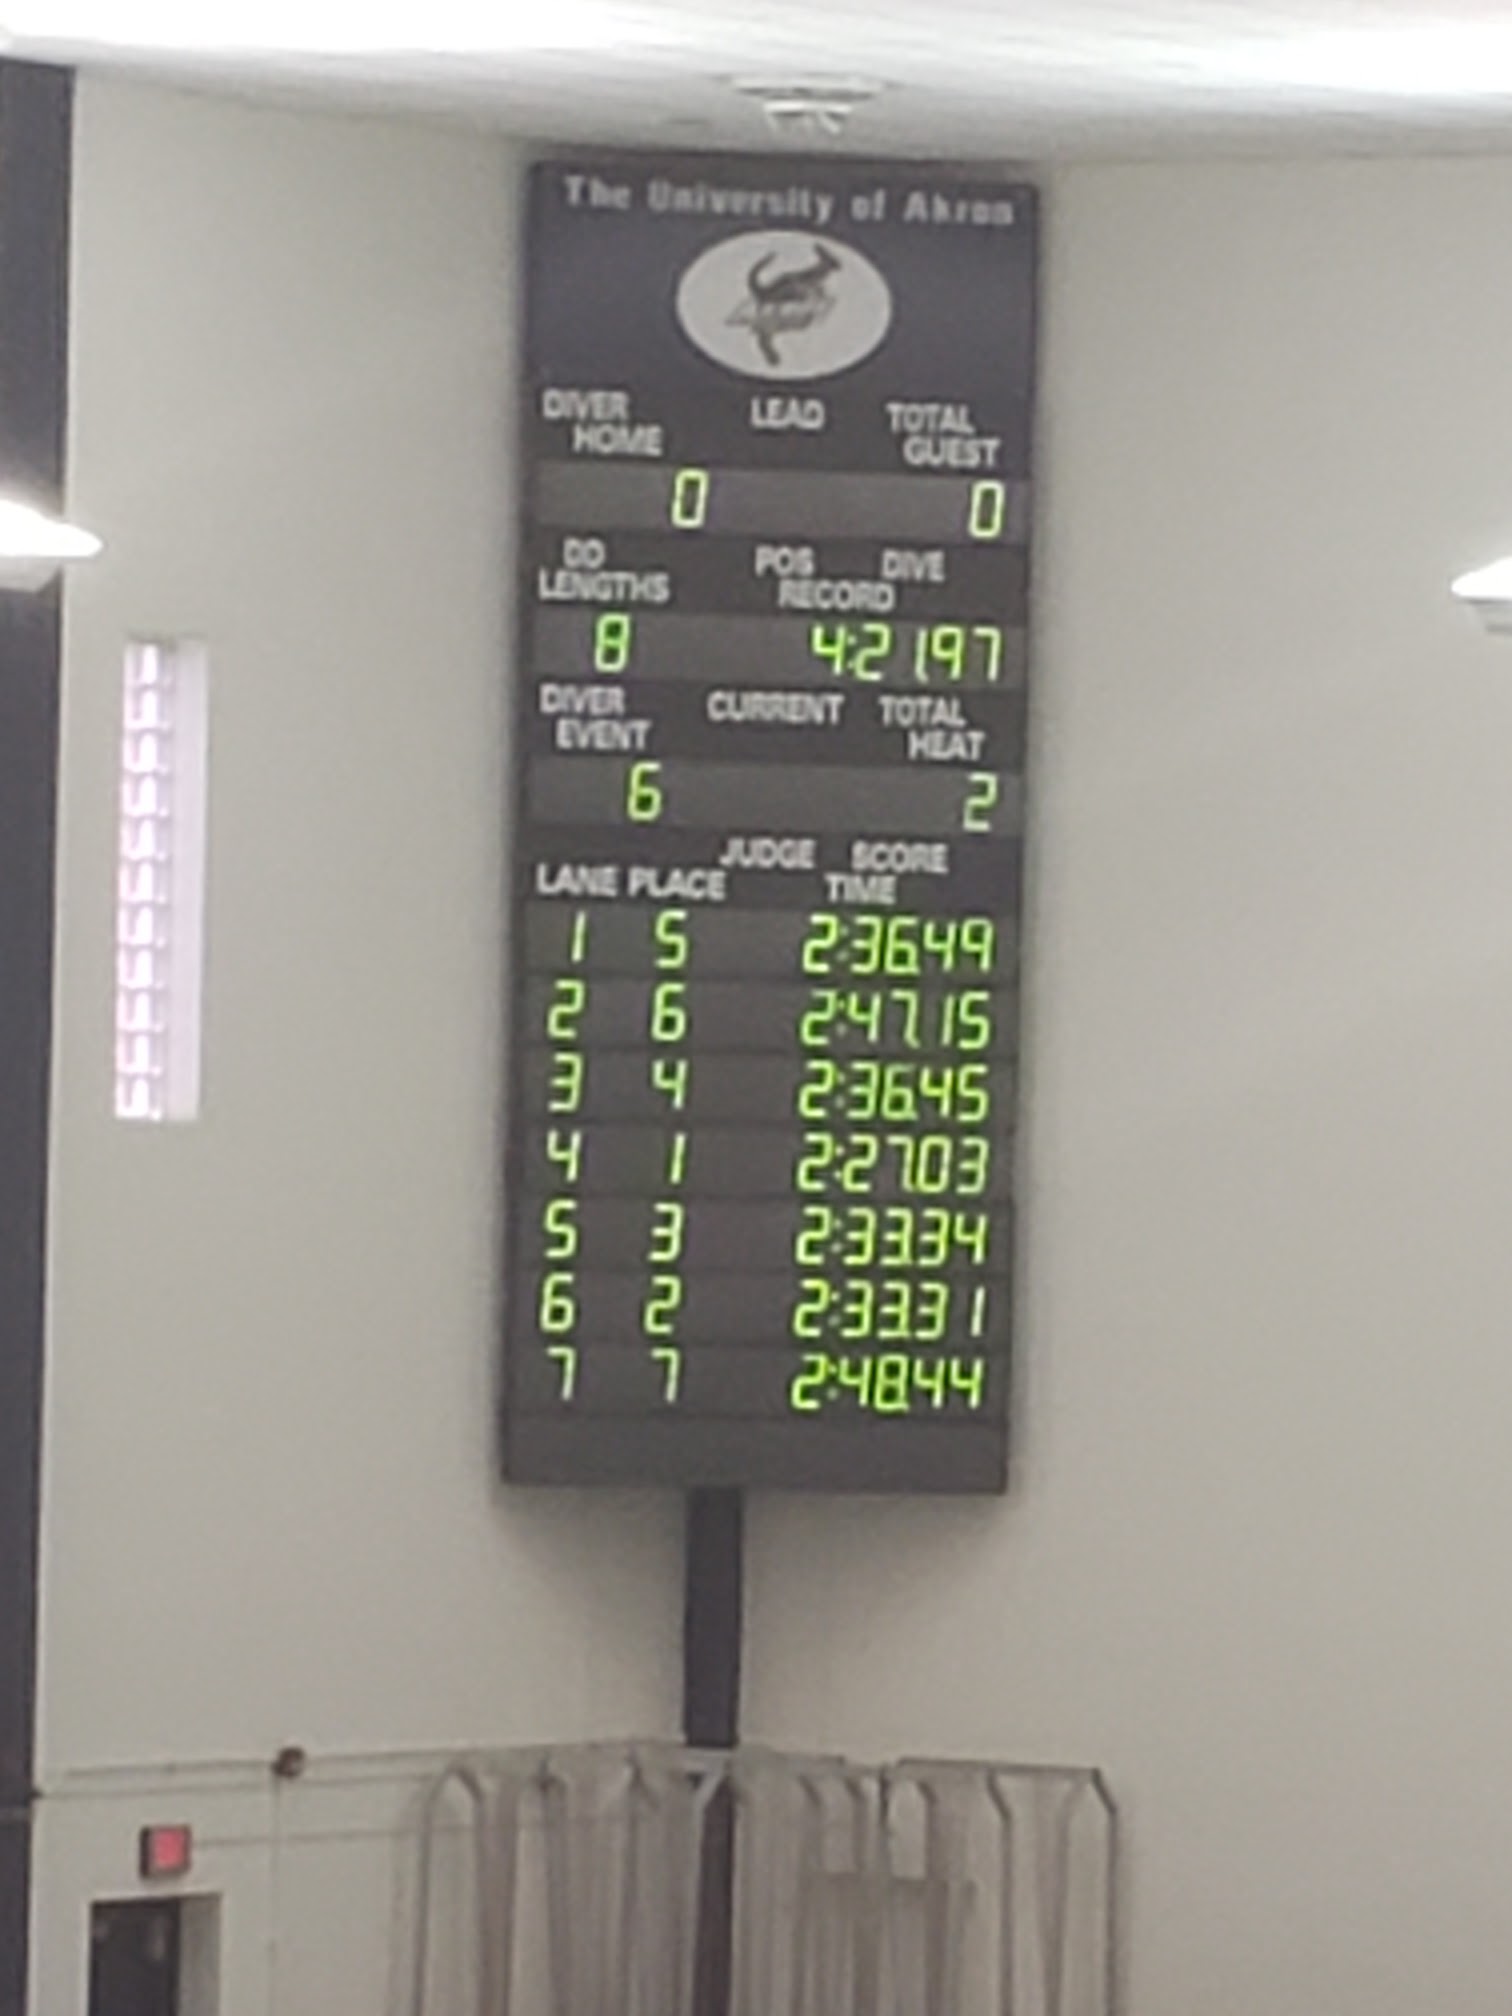 The University of Akron
DIVER LEAD TOTAL
HOME GUEST
0 0
DD POS DIVE
LENGTHS RECORD
8 4:21.97
DIVER CURRENT TOTAL
EVENT HEAT
6 2
JUDGE SCORE
LANE PLACE TIME
1 5 2:36.49
2 6 2:47.15
3 4 2:36.45
4 1 2:27.03
5 3 2:33.34
6 2 2:33.31
7 7 2:48.44